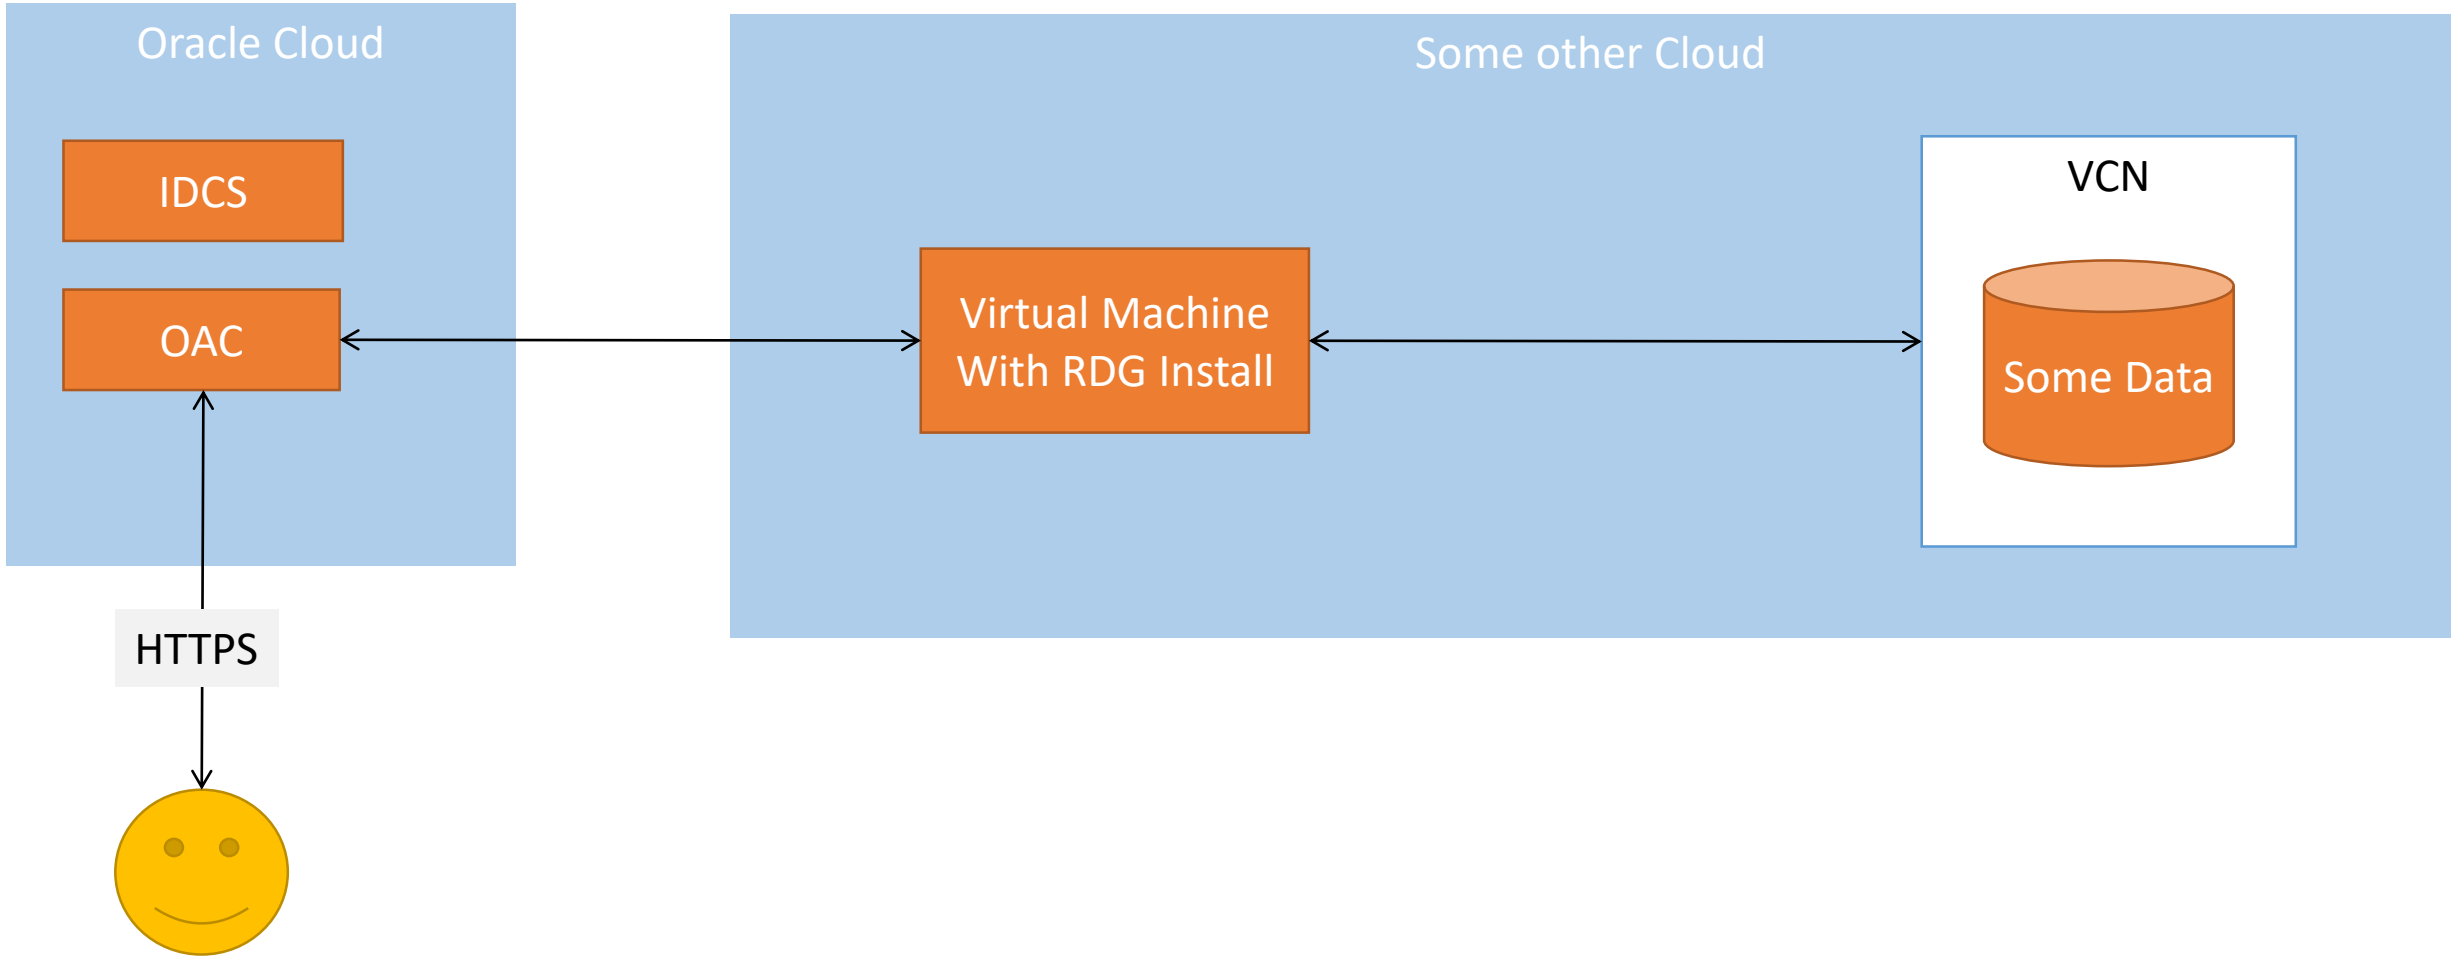 Oracle Cloud
IDCS
OAC
HTTPS
Some other Cloud
Virtual Machine
With RDG Install
VCN
Some Data